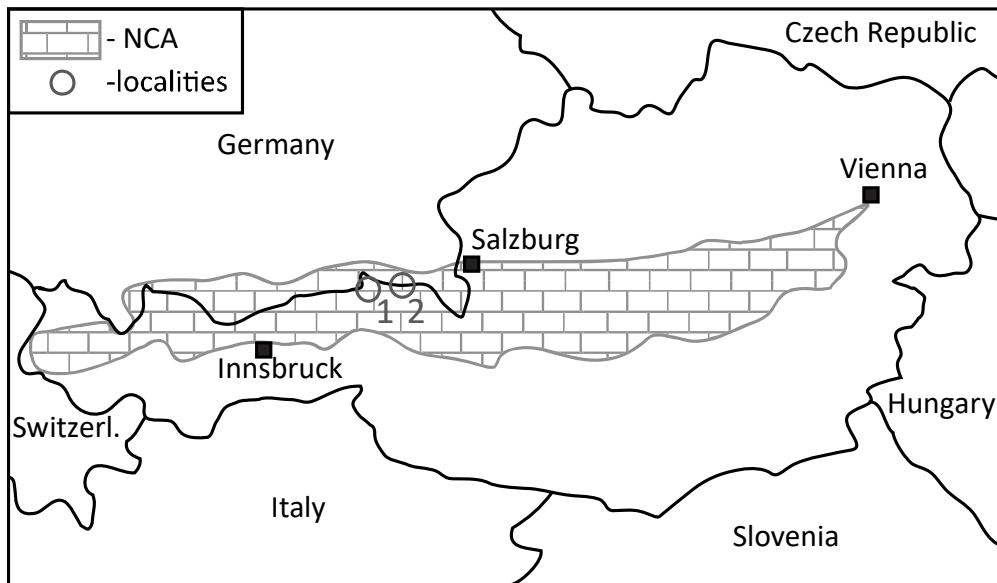 - NCA
-localities
Czech Republic
Germany
Vienna
Salzburg
1 2
Innsbruck
Switzerl.
Hungary
Italy
Slovenia